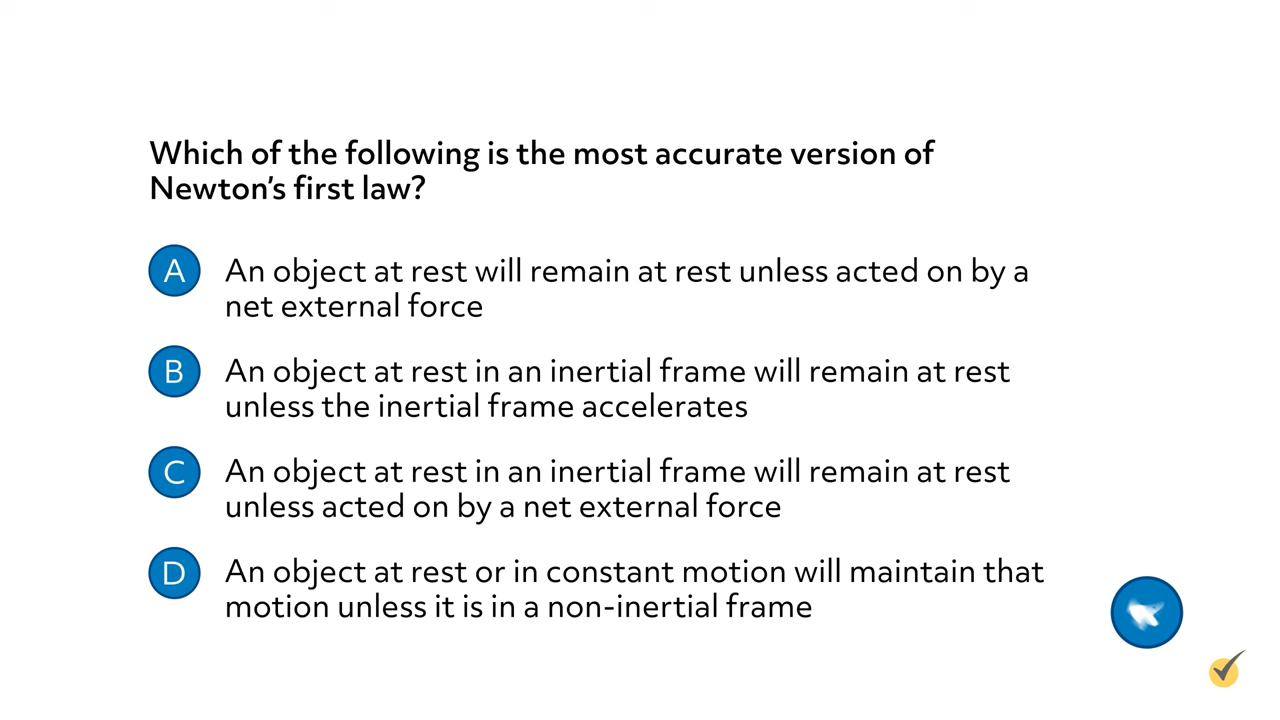 Which of the following is the most accurate version of
Newton’s first law?
A An object at rest will remain at rest unless acted on by a
net external force
B An object at rest in an inertial frame will remain at rest
unless the inertial frame accelerates
C An object at rest in an inertial frame will remain at rest
unless acted on by a net external force
D An object at rest or in constant motion will maintain that
motion unless it is in a non-inertial frame